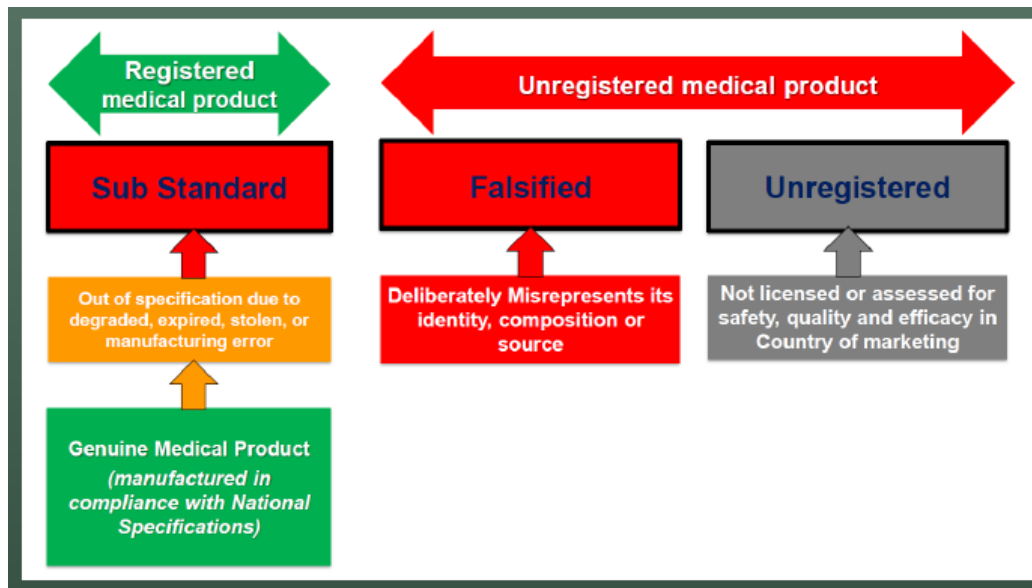 Registered
medical product
Unregistered medical product
Sub Standard
Falsified
Unregistered
Out of specification due to
degraded, expired, stolen, or
manufacturing error
Deliberately Misrepresents its
identity, composition or
source
Not licensed or assessed for
safety, quality and efficacy in
Country of marketing
Genuine Medical Product
(manufactured in
compliance with National
Specifications)